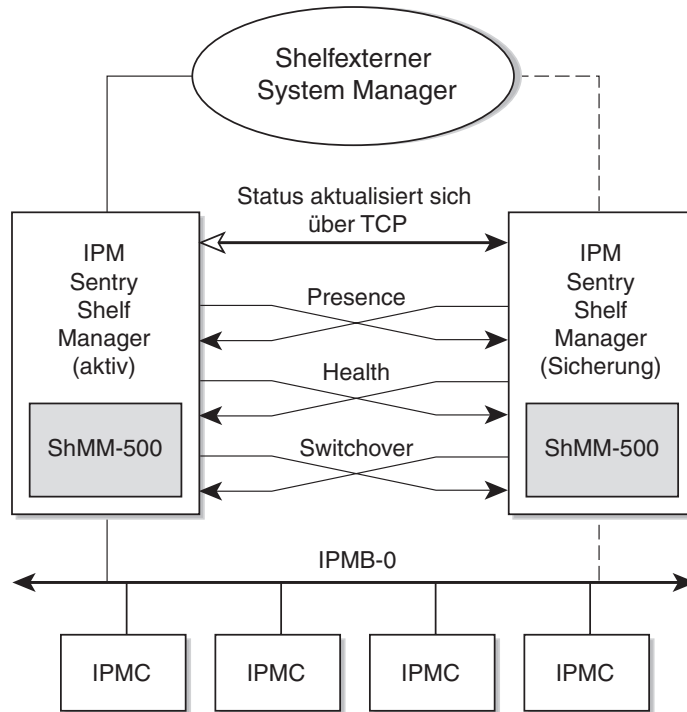 Shelfexterner
System Manager
Status aktualisiert sich
über TCP
IPM
Sentry
Shelf
Manager
(aktiv)
ShMM-500
Presence
Health
Switchover
IPM
Sentry
Shelf
Manager
(Sicherung)
ShMM-500
IPMB-0
IPMC
IPMC
IPMC
IPMC